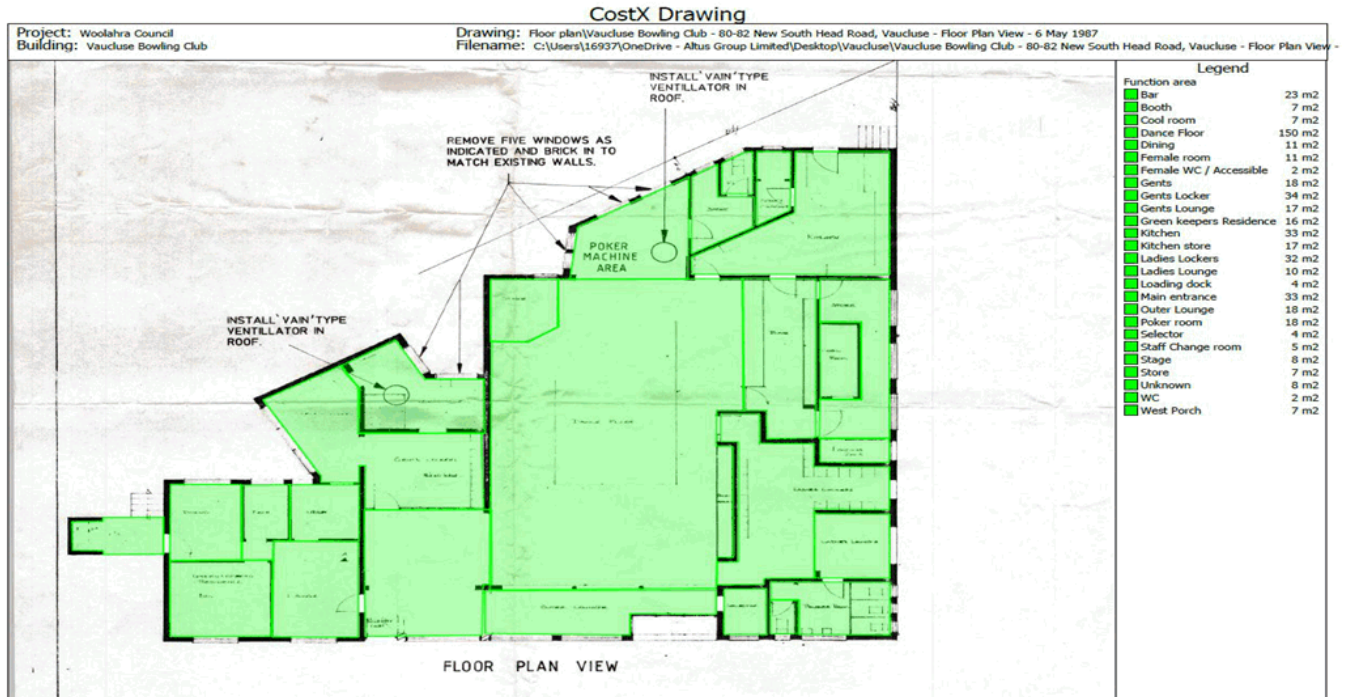 CostX Drawing
Project: Woolahra Council
Building: Vaucluse Bowling Club
Drawing: Floor plan\Vaucluse Bowling Club - 80-82 New South Head Road, Vaucluse - Floor Plan View - 6 May 1987
Filename: C:\Users\16937\OneDrive - Altus Group Limited\Desktop\Vaucluse\Vaucluse Bowling Club - 80-82 New South Head Road, Vaucluse - Floor Plan View -
INSTALL 'VAIN' TYPE
VENTILLATOR IN
ROOF.
REMOVE FIVE WINDOWS AS
INDICATED AND BRICK IN TO
MATCH EXISTING WALLS.
POKER
MACHINE
AREA
INSTALL 'VAIN' TYPE
VENTILLATOR IN
ROOF.
DANCE FLOOR
FLOOR PLAN VIEW
Legend
Function area
Bar 23 m2
Booth 7 m2
Cool room 7 m2
Dance Floor 150 m2
Dining 11 m2
Female room 11 m2
Female WC / Accessible 2 m2
Gents 18 m2
Gents Locker 34 m2
Gents Lounge 17 m2
Green keepers Residence 16 m2
Kitchen 33 m2
Kitchen store 17 m2
Ladies Lockers 32 m2
Ladies Lounge 10 m2
Loading dock 4 m2
Main entrance 33 m2
Outer Lounge 18 m2
Poker room 18 m2
Selector 4 m2
Staff Change room 5 m2
Stage 8 m2
Store 7 m2
Unknown 8 m2
WC 2 m2
West Porch 7 m2